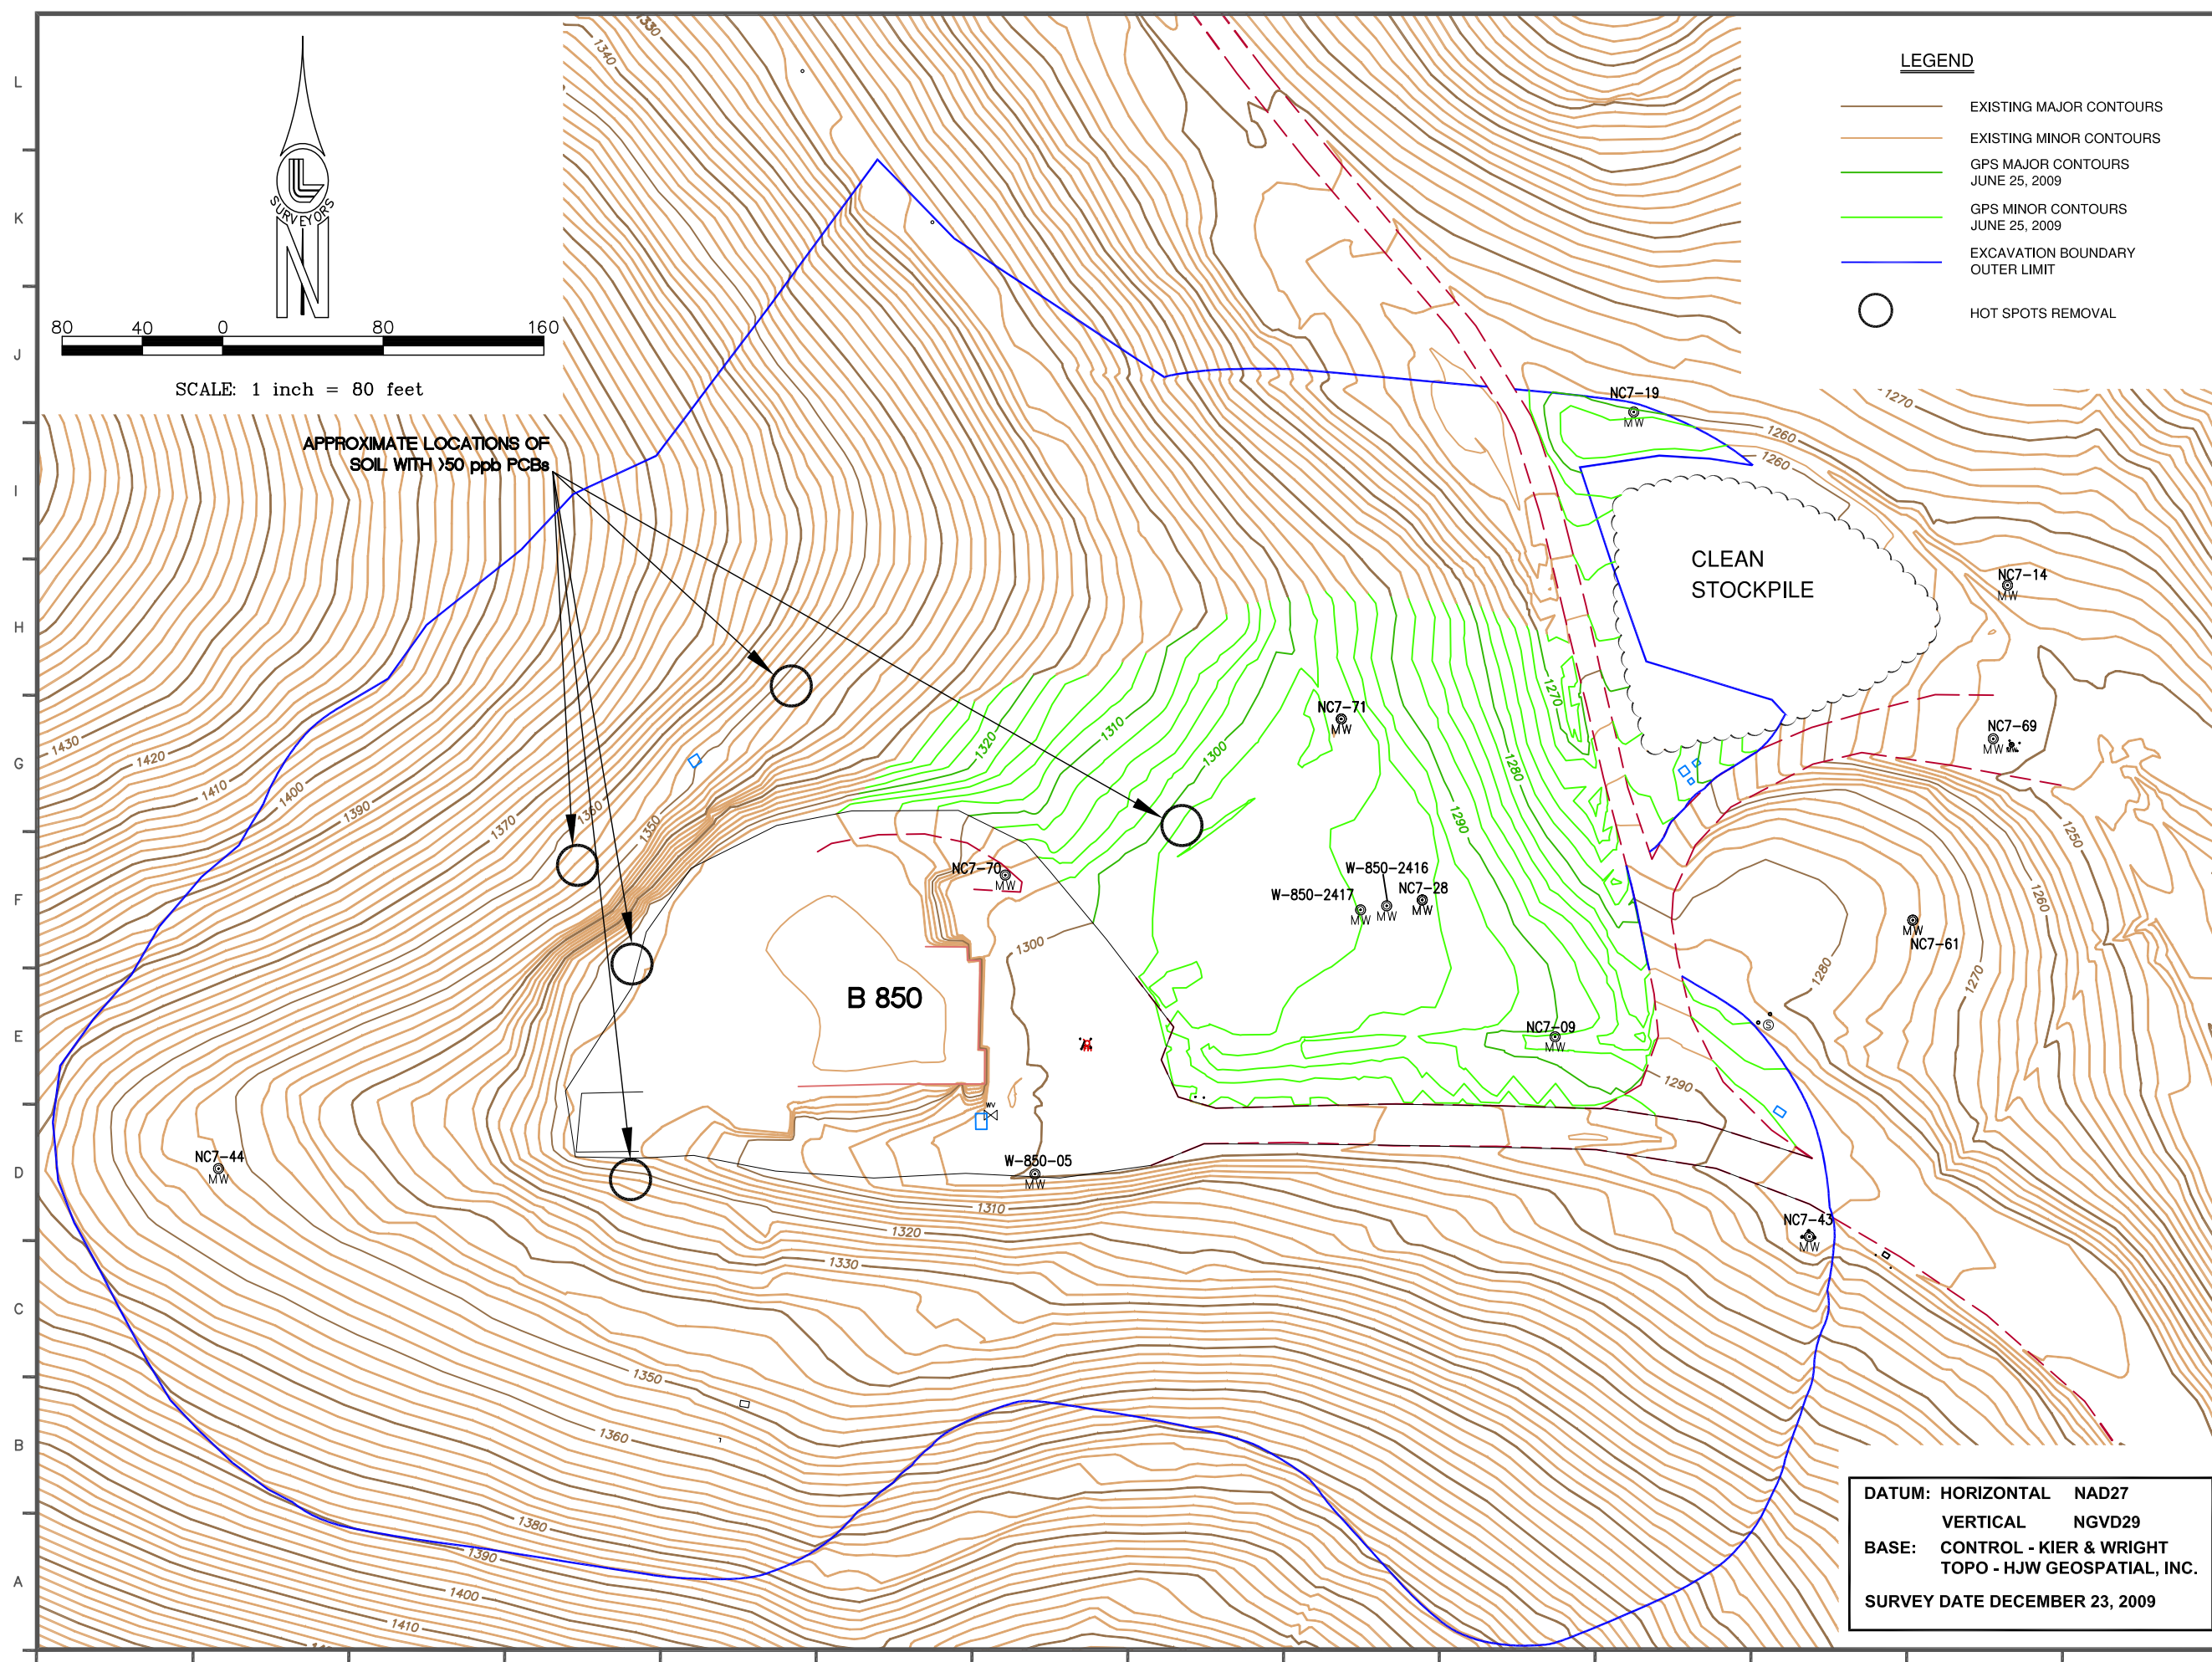 L
K
J
I
H
G
F
E
D
C
B
A
SURVEYORS
N
80 40 0 80 160
SCALE: 1 inch = 80 feet
LEGEND
EXISTING MAJOR CONTOURS
EXISTING MINOR CONTOURS
GPS MAJOR CONTOURS
JUNE 25, 2009
GPS MINOR CONTOURS
JUNE 25, 2009
EXCAVATION BOUNDARY
OUTER LIMIT
HOT SPOTS REMOVAL
APPROXIMATE LOCATIONS OF
SOIL WITH >50 ppb PCBs
1330
1340
1270
1260
1260
NC7-19
MW
CLEAN
STOCKPILE
NC7-14
MW
NC7-71
MW
NC7-69
MW
1430
1420
1410
1400
1390
1370
1360
1350
1320
1310
1300
1270
1280
1290
1250
1260
1270
1280
NC7-70
MW
W-850-2416
MW
W-850-2417
MW
NC7-28
MW
MW
NC7-61
1300
B 850
NC7-09
MW
S
1290
WV
NC7-44
MW
W-850-05
MW
NC7-43
MW
1310
1320
1330
1350
1360
1380
1390
1400
1410
DATUM: HORIZONTAL NAD27
VERTICAL NGVD29
BASE: CONTROL - KIER & WRIGHT
TOPO - HJW GEOSPATIAL, INC.
SURVEY DATE DECEMBER 23, 2009